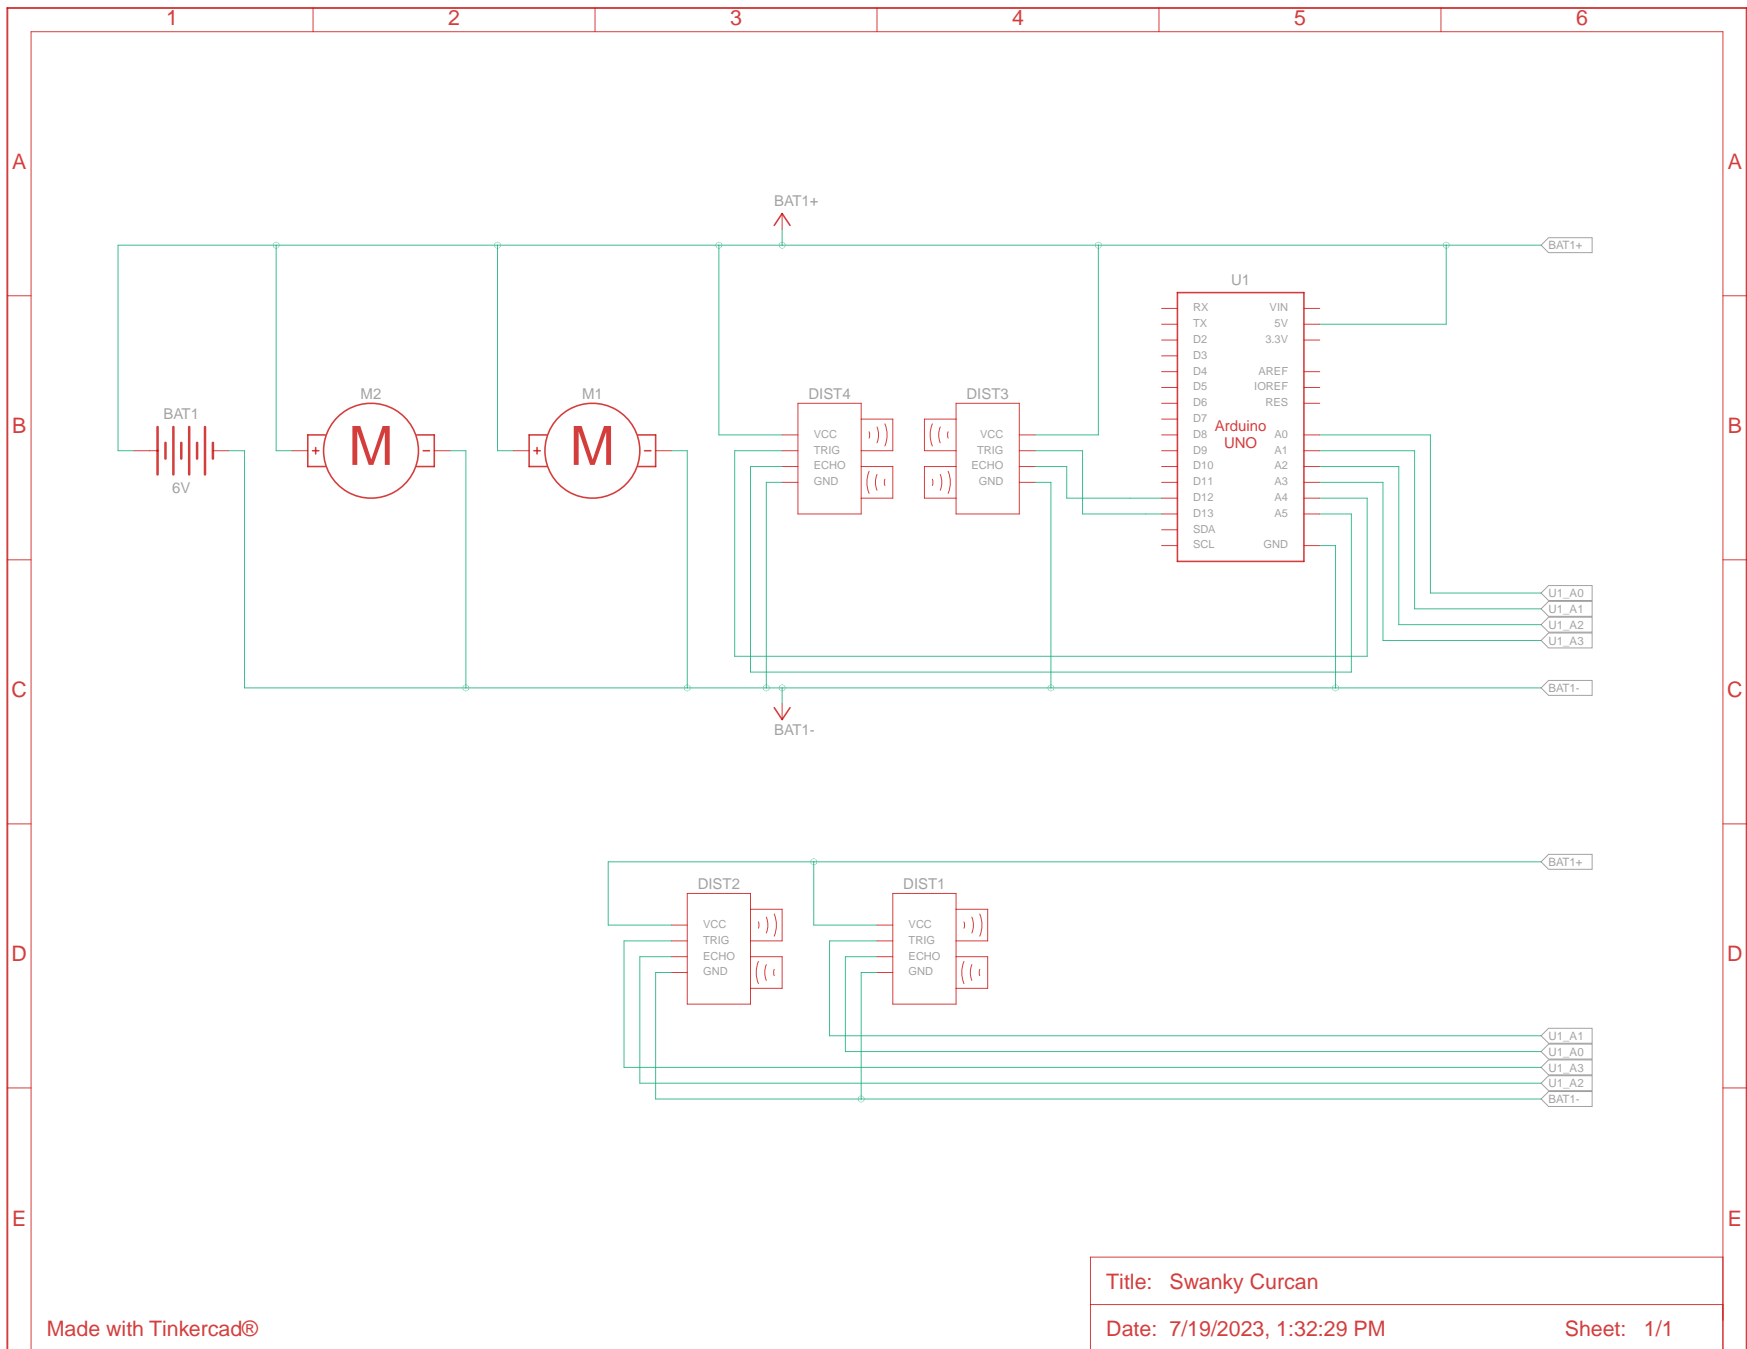 1 2 3 4 5 6
A A
BAT1+
BAT1+
U1
RX VIN
TX 5V
D2 3.3V
D3
D4 AREF
D5 IOREF
D6 RES
D7
D8 A0
D9 A1
D10 A2
D11 A3
D12 A4
D13 A5
SDA
SCL GND
Arduino
UNO
B B
BAT1
6V
M2
+ M -
M1
+ M -
DIST4
VCC
TRIG
ECHO
GND
DIST3
VCC
TRIG
ECHO
GND
U1_A0
U1_A1
U1_A2
U1_A3
C C
BAT1-
BAT1-
BAT1+
DIST2
VCC
TRIG
ECHO
GND
DIST1
VCC
TRIG
ECHO
GND
D D
U1_A1
U1_A0
U1_A3
U1_A2
BAT1-
E E
Title: Swanky Curcan
Made with Tinkercad®
Date: 7/19/2023, 1:32:29 PM Sheet: 1/1